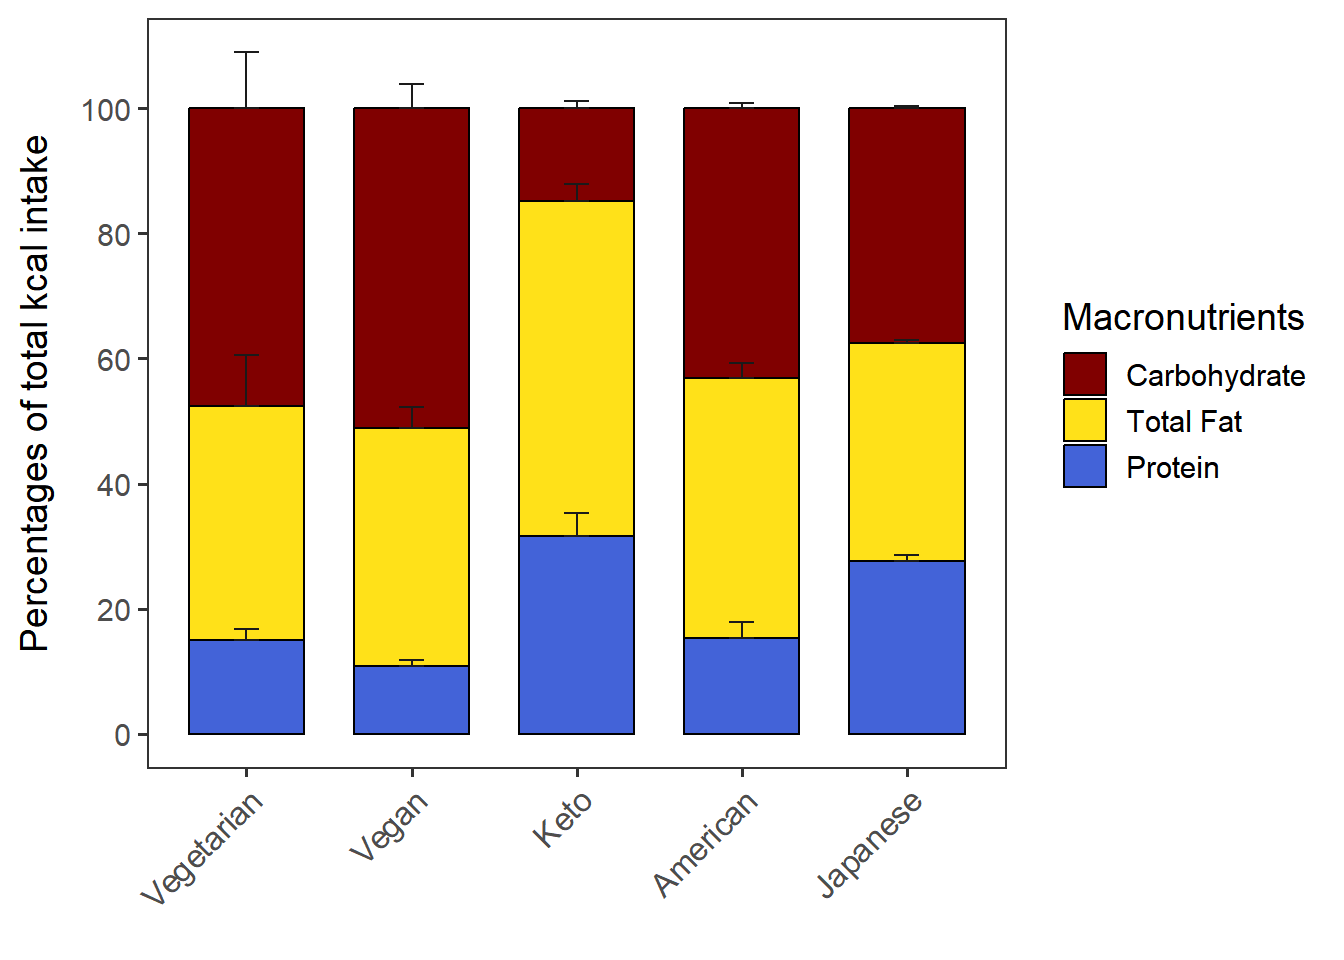 Percentages of total kcal intake
100
80
60
40
20
0
Vegetarian
Vegan
Keto
American
Japanese
Macronutrients
Carbohydrate
Total Fat
Protein